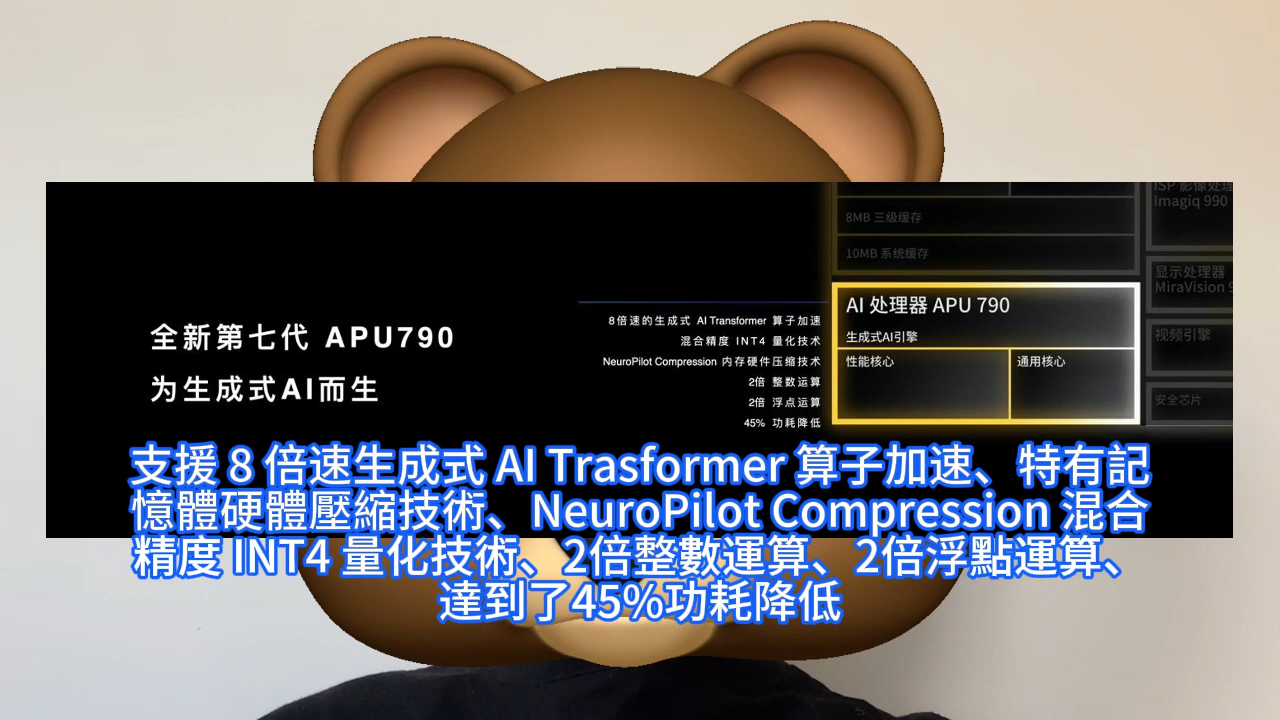 全新第七代 APU790
为生成式AI而生
8倍速的生成式 AI Transformer 算子加速
混合精度 INT4 量化技术
NeuroPilot Compression 内存硬件压缩技术
2倍 整数运算
2倍 浮点运算
45% 功耗降低
8MB 三级缓存
10MB 系统缓存
AI 处理器 APU 790
生成式AI引擎
性能核心
通用核心
ISP 影像处理
Imagiq 990
显示处理器
MiraVision 9
视频引擎
安全芯片
支援 8 倍速生成式 AI Trasformer 算子加速、特有記
憶體硬體壓縮技術、NeuroPilot Compression 混合
精度 INT4 量化技術、2倍整數運算、2倍浮點運算、
達到了45%功耗降低